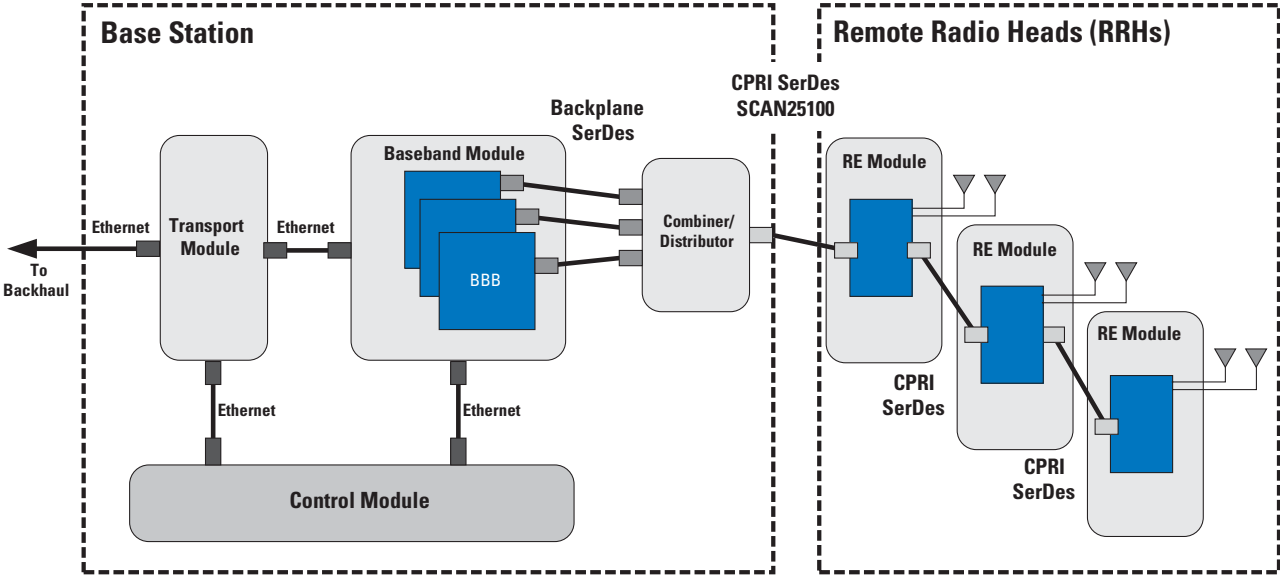 Base Station
Remote Radio Heads (RRHs)
CPRI SerDes
SCAN25100
Backplane
SerDes
Baseband Module
RE Module
Ethernet
Transport
Module
Ethernet
Combiner/
Distributor
RE Module
To
Backhaul
BBB
RE Module
CPRI
SerDes
Ethernet
Ethernet
CPRI
SerDes
Control Module